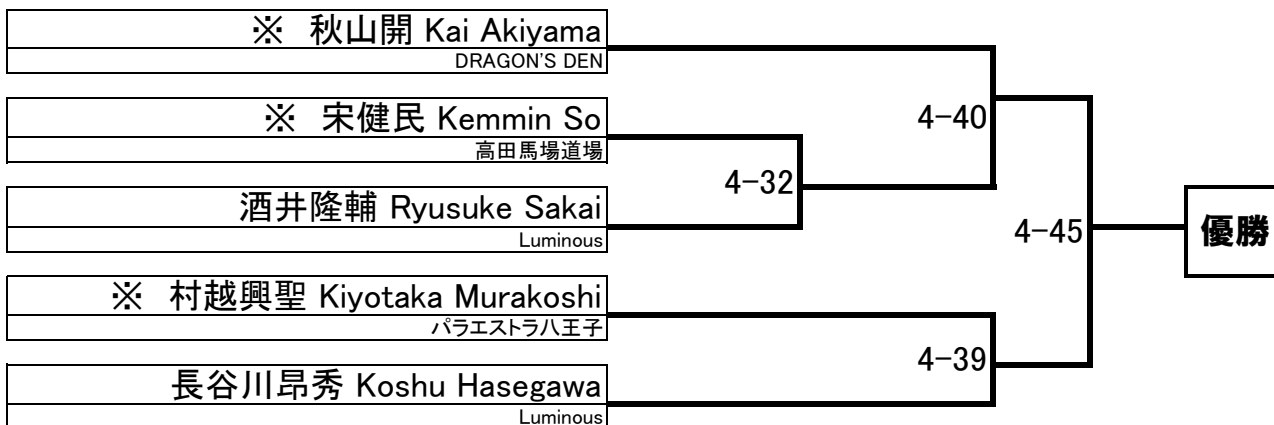 ※ 秋山開 Kai Akiyama
DRAGON'S DEN
※ 宋健民 Kemmin So
高田馬場道場
酒井隆輔 Ryusuke Sakai
Luminous
※ 村越興聖 Kiyotaka Murakoshi
パラエストラ八王子
長谷川昂秀 Koshu Hasegawa
Luminous
4-32
4-40
4-39
4-45
優勝